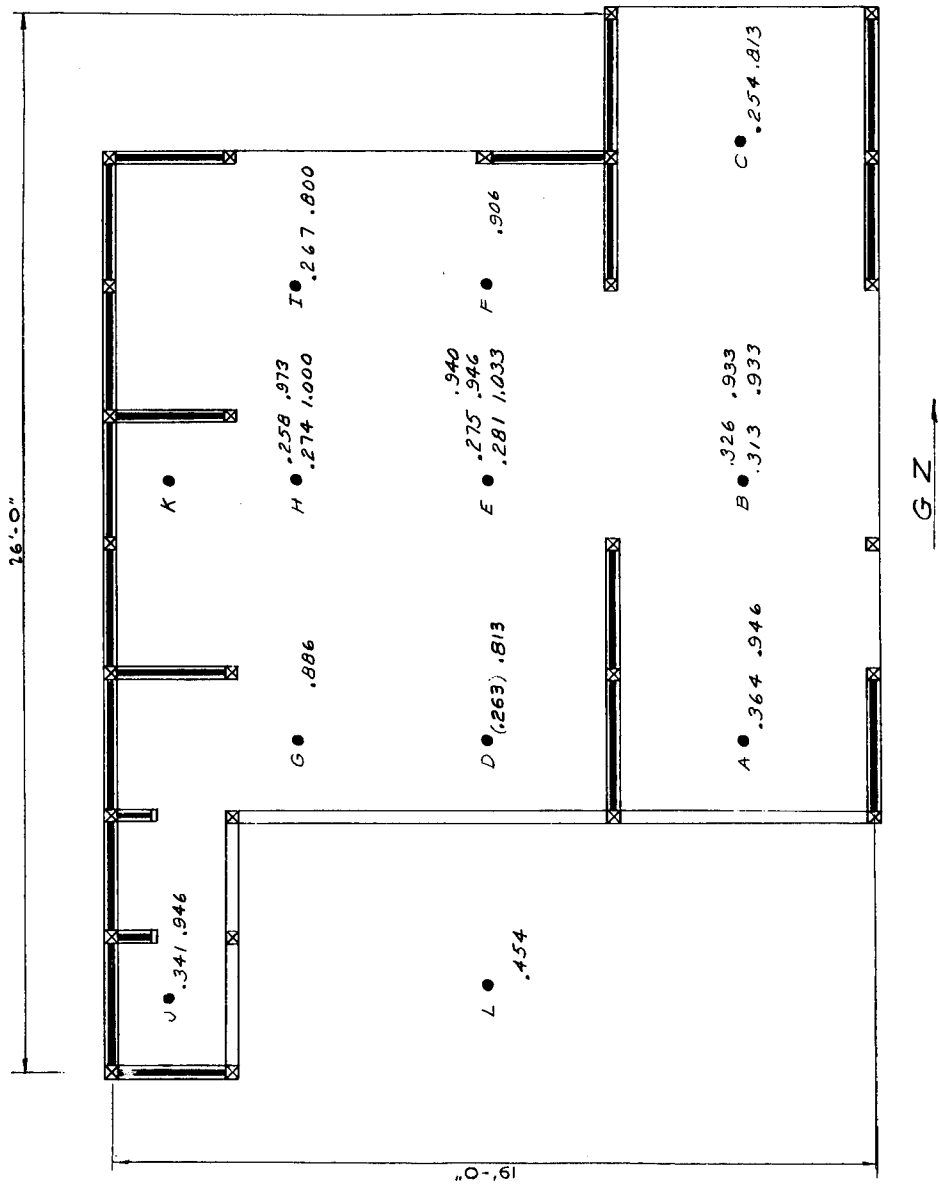 26'-0"
19'-0"
K
J
.341 .946
G
.886
H
.258 .973
.274 1.000
I
.267 .800
L
.454
D
(.263) .813
E
.940
.275 .946
.281 1.033
F
.906
A
.364 .946
B
.326 .933
.313 .933
C
.254 .813
GZ